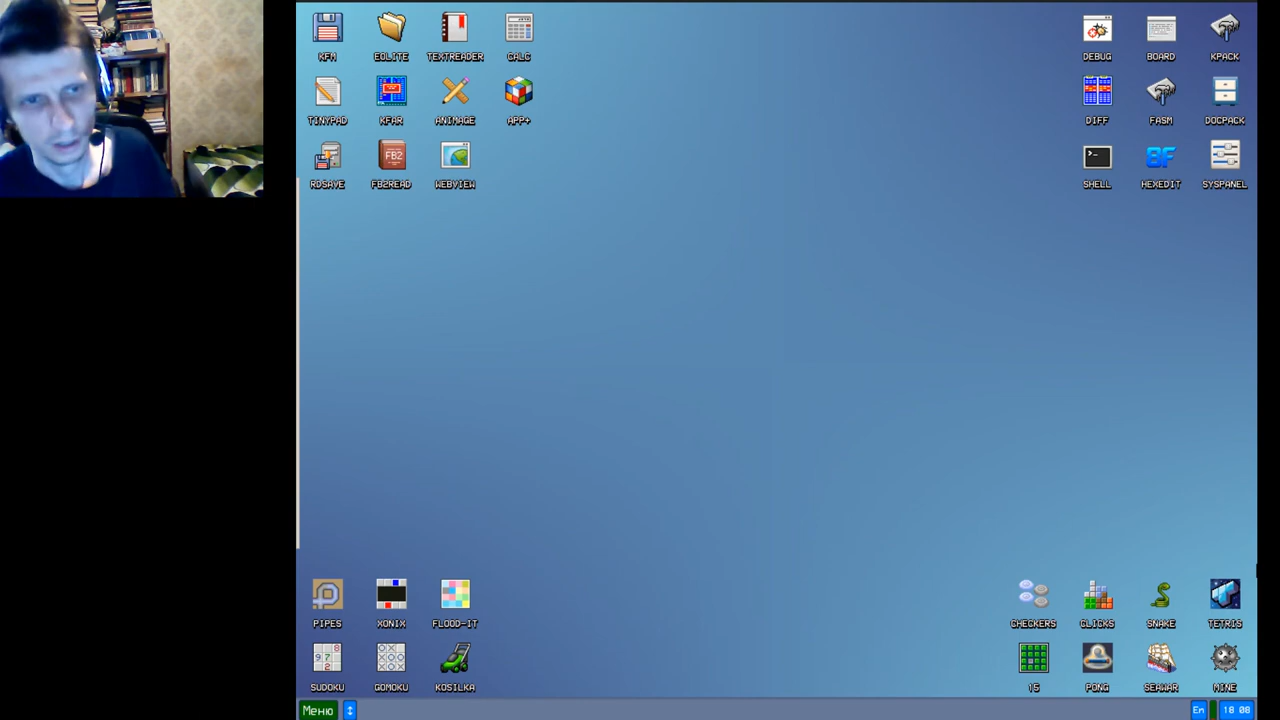 KFM EOLITE TEXTREADER CALC DEBUG BOARD KPACK
TINYPAD KFAR ANIMAGE APP+ DIFF FASM DOCPACK
RDSAVE FB2READ WEBVIEW SHELL HEXEDIT SYSPANEL
PIPES XONIX FLOOD-IT CHECKERS CLICKS SNAKE TETRIS
SUDOKU GOMOKU KOSILKA 15 PONG SEAWAR MINE
Меню En 18 08